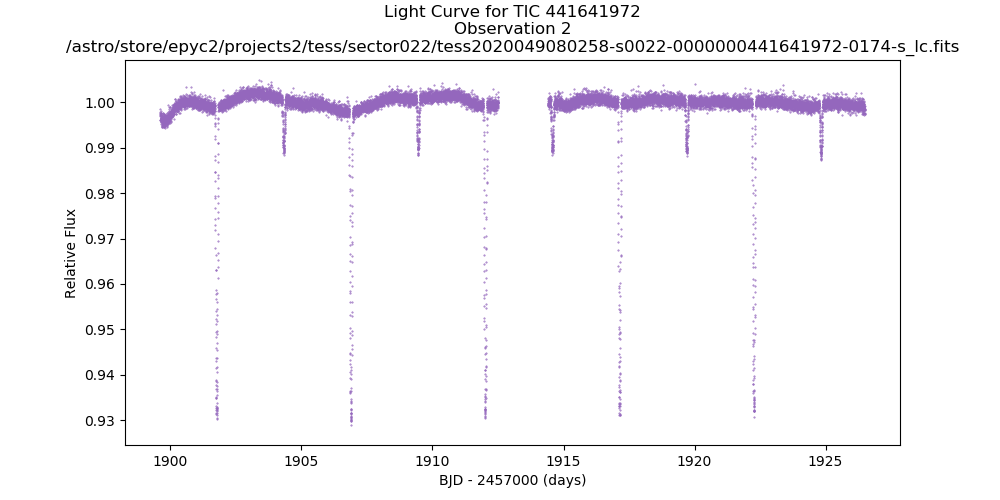 Light Curve for TIC 441641972
Observation 2
/astro/store/epyc2/projects2/tess/sector022/tess2020049080258-s0022-0000000441641972-0174-s_lc.fits
1.00
0.99
0.98
0.97
0.96
0.95
0.94
0.93
Relative Flux
1900
1905
1910
1915
1920
1925
BJD - 2457000 (days)